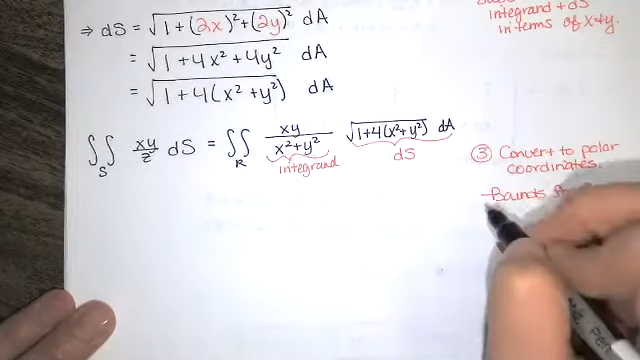 ⇒ dS = √(1 + (2x)² + (2y)²) dA
= √(1 + 4x² + 4y²) dA
= √(1 + 4(x² + y²)) dA
integrand + dS
in terms of x & y.
∬_S xy/z dS = ∬_R xy/(x² + y²) √(1+4(x²+y²)) dA
integrand dS
③ Convert to polar
coordinates.
- Bounds